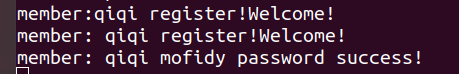 member:qiqi register!Welcome!
member: qiqi register!Welcome!
member: qiqi mofidy password success!